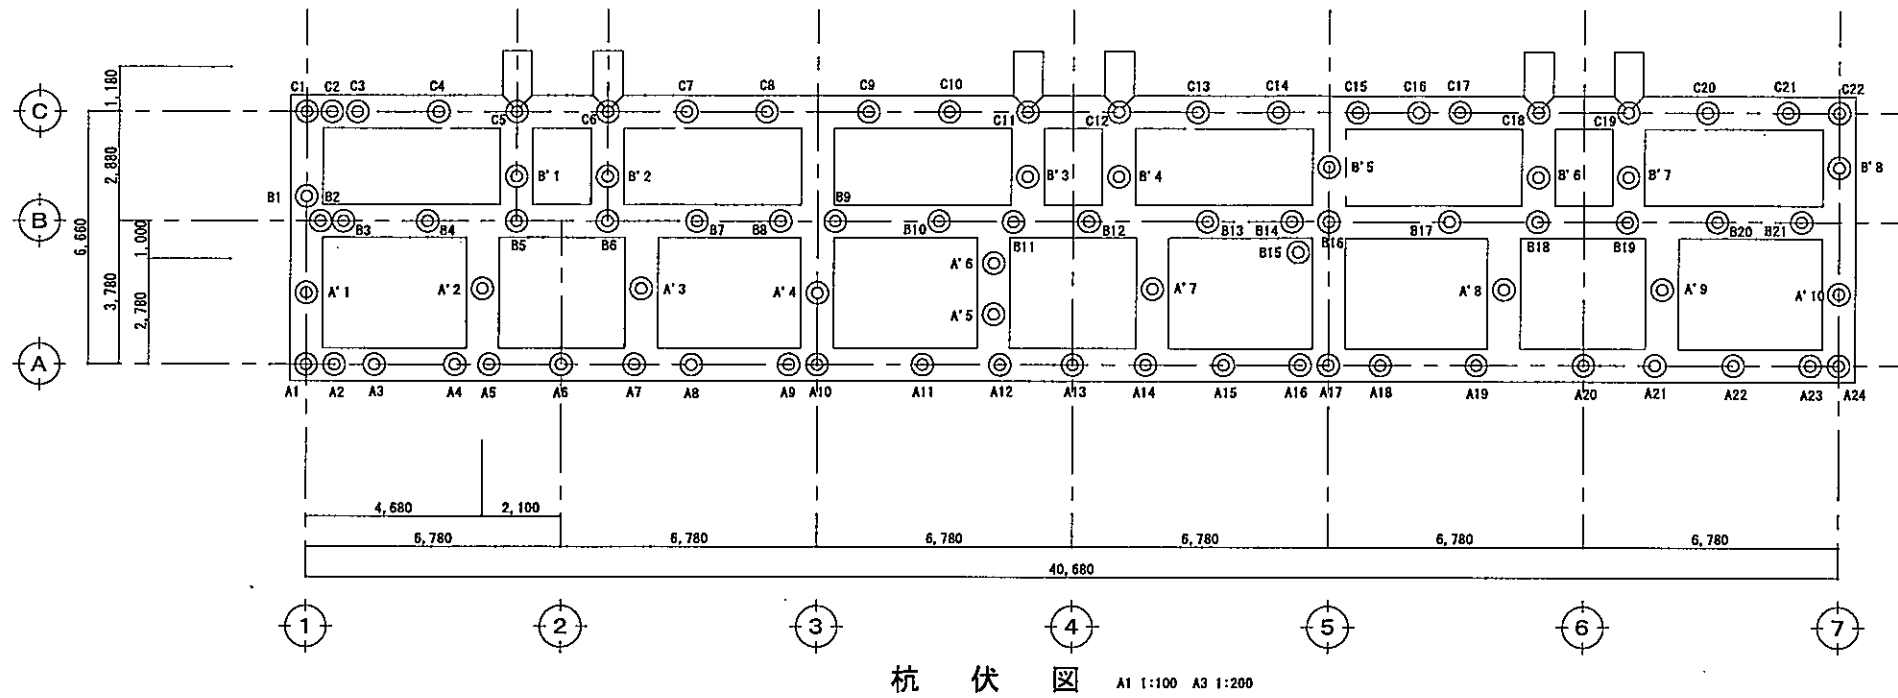 C1 C2 C3 C4 C7 C8 C9 C10 C13 C14 C15 C16 C17 C20 C21 C22
C5 C6 C11 C12 C18 C19
C
1,180
2,880
6,660
3,780
1,000
2,780
B'1 B'2 B'3 B'4 B'5 B'6 B'7 B'8
B1 B2 B9
B
B3 B4 B5 B6 B7 B8 B10 B11 B12 B13 B14 B16 B17 B18 B19 B20 B21
B15
A'6
A'1 A'2 A'3 A'4 A'7 A'8 A'9 A'10
A'5
A
A1 A2 A3 A4 A5 A6 A7 A8 A9 A10 A11 A12 A13 A14 A15 A16 A17 A18 A19 A20 A21 A22 A23 A24
4,680 2,100
6,780 6,780 6,780 6,780 6,780 6,780
40,680
1 2 3 4 5 6 7
杭 伏 図 A1 1:100 A3 1:200